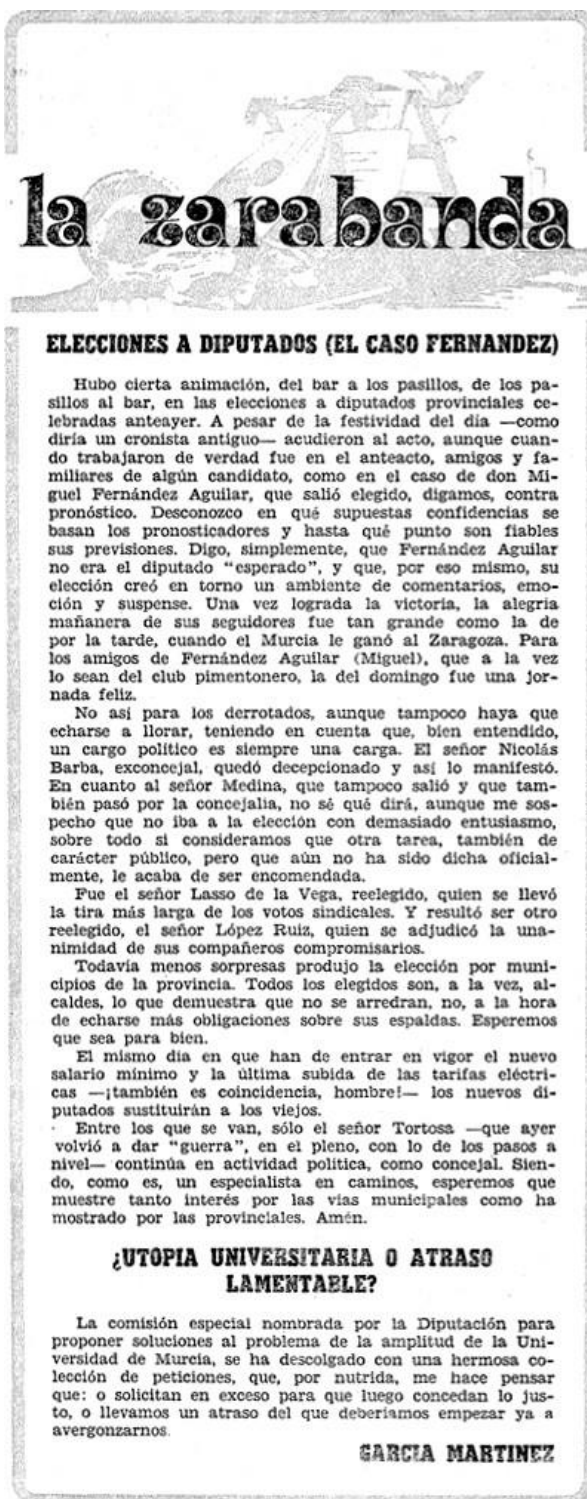 la zarabanda
ELECCIONES A DIPUTADOS (EL CASO FERNANDEZ)
Hubo cierta animación, del bar a los pasillos, de los pa-
sillos al bar, en las elecciones a diputados provinciales ce-
lebradas anteayer. A pesar de la festividad del día —como
diría un cronista antiguo— acudieron al acto, aunque cuan-
do trabajaron de verdad fue en el anteacto, amigos y fa-
miliares de algún candidato, como en el caso de don Mi-
guel Fernández Aguilar, que salió elegido, digamos, contra
pronóstico. Desconozco en qué supuestas confidencias se
basan los pronosticadores y hasta qué punto son fiables
sus previsiones. Digo, simplemente, que Fernández Aguilar
no era el diputado "esperado", y que, por eso mismo, su
elección creó en torno un ambiente de comentarios, emo-
ción y suspense. Una vez lograda la victoria, la alegría
mañanera de sus seguidores fue tan grande como la de
por la tarde, cuando el Murcia le ganó al Zaragoza. Para
los amigos de Fernández Aguilar (Miguel), que a la vez
lo sean del club pimentonero, la del domingo fue una jor-
nada feliz.
No así para los derrotados, aunque tampoco haya que
echarse a llorar, teniendo en cuenta que, bien entendido,
un cargo político es siempre una carga. El señor Nicolás
Barba, exconcejal, quedó decepcionado y así lo manifestó.
En cuanto al señor Medina, que tampoco salió y que tam-
bién pasó por la concejalía, no sé qué dirá, aunque me sos-
pecho que no iba a la elección con demasiado entusiasmo,
sobre todo si consideramos que otra tarea, también de
carácter público, pero que aún no ha sido dicha oficial-
mente, le acaba de ser encomendada.
Fue el señor Lasso de la Vega, reelegido, quien se llevó
la tira más larga de los votos sindicales. Y resultó ser otro
reelegido, el señor López Ruiz, quien se adjudicó la una-
nimidad de sus compañeros compromisarios.
Todavía menos sorpresas produjo la elección por muni-
cipios de la provincia. Todos los elegidos son, a la vez, al-
caldes, lo que demuestra que no se arredran, no, a la hora
de echarse más obligaciones sobre sus espaldas. Esperemos
que sea para bien.
El mismo día en que han de entrar en vigor el nuevo
salario mínimo y la última subida de las tarifas eléctri-
cas —¡también es coincidencia, hombre!— los nuevos di-
putados sustituirán a los viejos.
Entre los que se van, sólo el señor Tortosa —que ayer
volvió a dar "guerra", en el pleno, con lo de los pasos a
nivel— continúa en actividad política, como concejal. Sien-
do, como es, un especialista en caminos, esperemos que
muestre tanto interés por las vías municipales como ha
mostrado por las provinciales. Amén.
¿UTOPIA UNIVERSITARIA O ATRASO
LAMENTABLE?
La comisión especial nombrada por la Diputación para
proponer soluciones al problema de la amplitud de la Uni-
versidad de Murcia, se ha descolgado con una hermosa co-
lección de peticiones, que, por nutrida, me hace pensar
que: o solicitan en exceso para que luego concedan lo jus-
to, o llevamos un atraso del que deberíamos empezar ya a
avergonzarnos.
GARCIA MARTINEZ